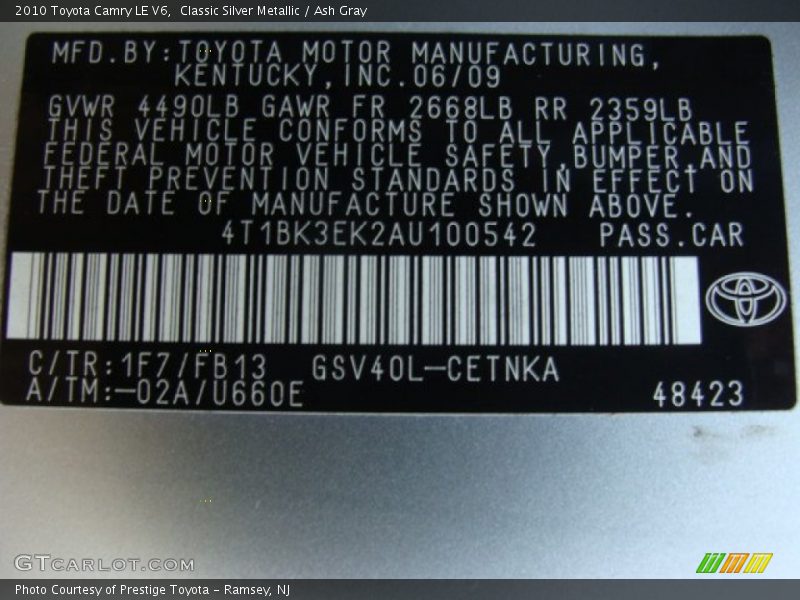 2010 Toyota Camry LE V6,  Classic Silver Metallic / Ash Gray
MFD.BY:TOYOTA MOTOR MANUFACTURING,
KENTUCKY,INC.06/09
GVWR 4490LB GAWR FR 2668LB RR 2359LB
THIS VEHICLE CONFORMS TO ALL APPLICABLE
FEDERAL MOTOR VEHICLE SAFETY,BUMPER,AND
THEFT PREVENTION STANDARDS IN EFFECT ON
THE DATE OF MANUFACTURE SHOWN ABOVE.
4T1BK3EK2AU100542 PASS.CAR
C/TR:1F7/FB13 GSV40L-CETNKA
A/TM:-02A/U660E 48423
GTCARLOT.COM
Photo Courtesy of Prestige Toyota - Ramsey, NJ